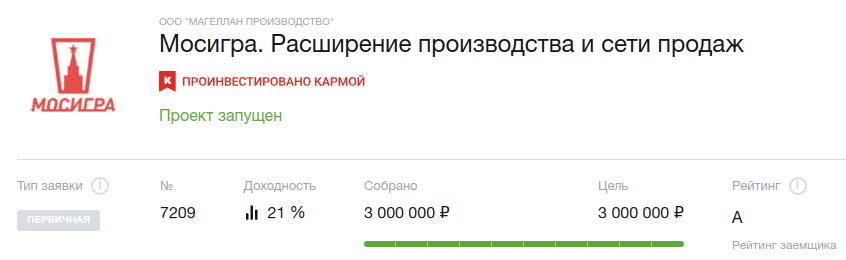 ООО "МАГЕЛЛАН ПРОИЗВОДСТВО"
Мосигра. Расширение производства и сети продаж
МОСИГРА
К ПРОИНВЕСТИРОВАНО КАРМОЙ
Проект запущен
Тип заявки
№
Доходность
Собрано
Цель
Рейтинг
ПЕРВИЧНАЯ
7209
21 %
3 000 000 ₽
3 000 000 ₽
A
Рейтинг заемщика